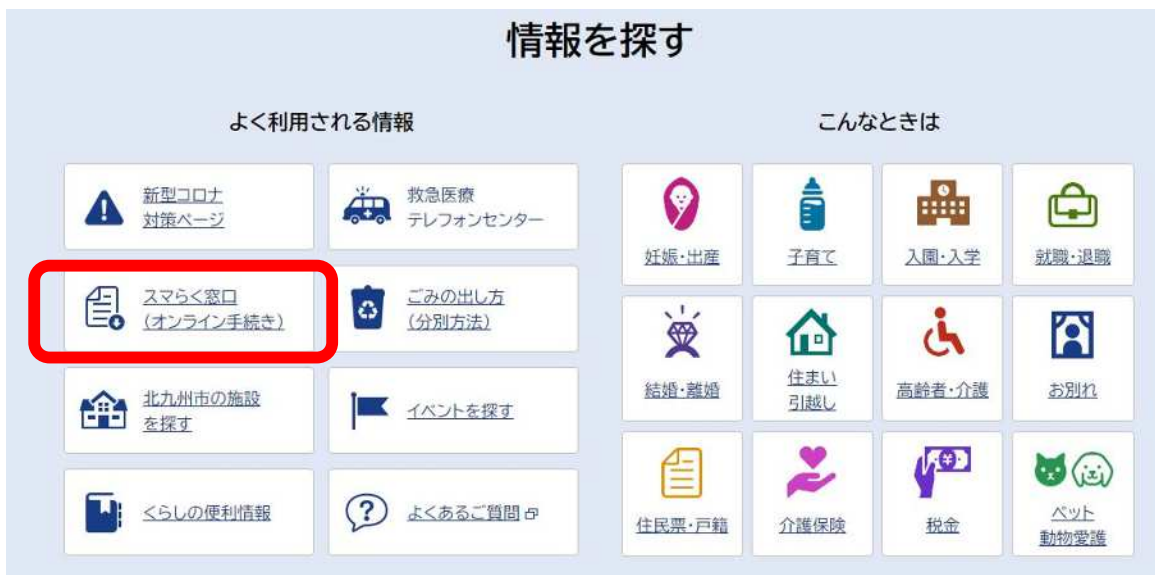 情報を探す
よく利用される情報
新型コロナ
対策ページ
救急医療
テレフォンセンター
スマらく窓口
(オンライン手続き)
ごみの出し方
(分別方法)
北九州市の施設
を探す
イベントを探す
くらしの便利情報
よくあるご質問
こんなときは
妊娠・出産
子育て
入園・入学
就職・退職
結婚・離婚
住まい
引越し
高齢者・介護
お別れ
住民票・戸籍
介護保険
税金
ペット
動物愛護